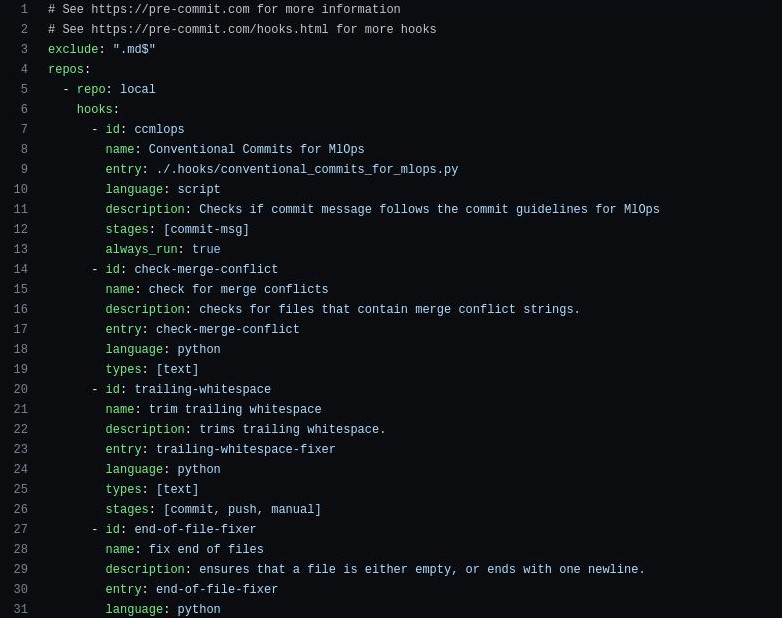 1 # See https://pre-commit.com for more information
2 # See https://pre-commit.com/hooks.html for more hooks
3 exclude: ".md$"
4 repos:
5   - repo: local
6     hooks:
7       - id: ccmlops
8         name: Conventional Commits for MlOps
9         entry: ./.hooks/conventional_commits_for_mlops.py
10         language: script
11         description: Checks if commit message follows the commit guidelines for MlOps
12         stages: [commit-msg]
13         always_run: true
14       - id: check-merge-conflict
15         name: check for merge conflicts
16         description: checks for files that contain merge conflict strings.
17         entry: check-merge-conflict
18         language: python
19         types: [text]
20       - id: trailing-whitespace
21         name: trim trailing whitespace
22         description: trims trailing whitespace.
23         entry: trailing-whitespace-fixer
24         language: python
25         types: [text]
26         stages: [commit, push, manual]
27       - id: end-of-file-fixer
28         name: fix end of files
29         description: ensures that a file is either empty, or ends with one newline.
30         entry: end-of-file-fixer
31         language: python